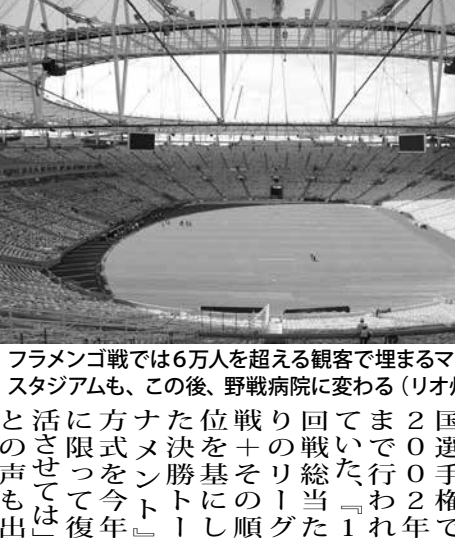 フラメンゴ戦では6万人を超える観客で埋まるマ
スタジアムも、この後、野戦病院に変わる（リオ
国選手権で
２００２年
まで行われ
ていた、『１
回戦総当た
りのリーグ
戦＋その順
位を基にし
た決勝トー
ナメント』
方式を今年
に限って復
活させては」
との声も出